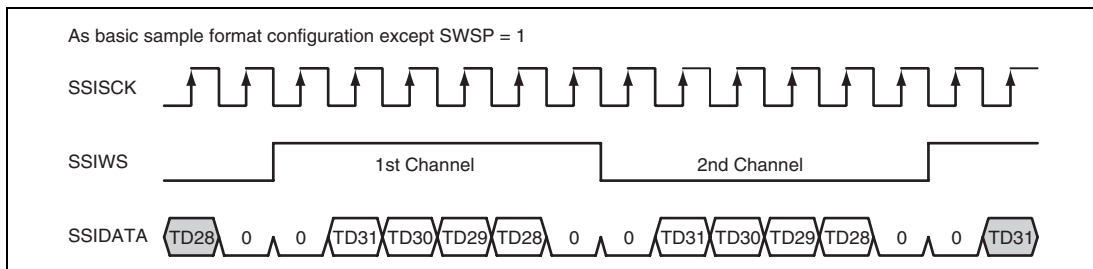 As basic sample format configuration except SWSP = 1
SSISCK
SSIWS 1st Channel 2nd Channel
SSIDATA TD28 0 0 TD31 TD30 TD29 TD28 0 0 TD31 TD30 TD29 TD28 0 0 TD31